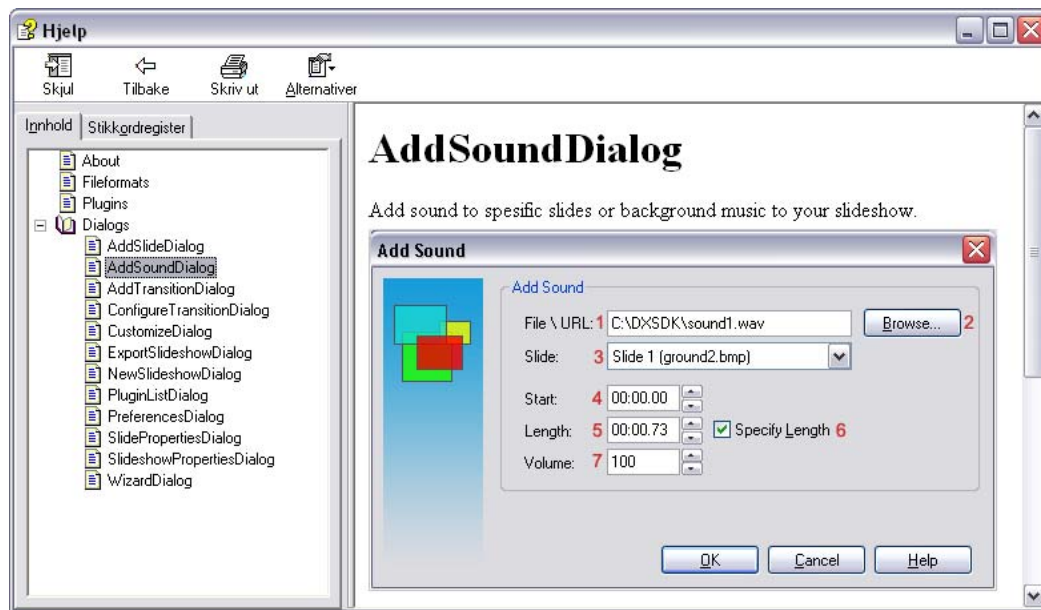 Hjelp
Skjul Tilbake Skriv ut Alternativer
Innhold Stikkordregister
About
Fileformats
Plugins
Dialogs
AddSlideDialog
AddSoundDialog
AddTransitionDialog
ConfigureTransitionDialog
CustomizeDialog
ExportSlideshowDialog
NewSlideshowDialog
PluginListDialog
PreferencesDialog
SlidePropertiesDialog
SlideshowPropertiesDialog
WizardDialog
AddSoundDialog
Add sound to spesific slides or background music to your slideshow.
Add Sound
Add Sound
File \ URL: 1 C:\DXSDK\sound1.wav Browse... 2
Slide: 3 Slide 1 (ground2.bmp)
Start: 4 00:00.00
Length: 5 00:00.73 Specify Length 6
Volume: 7 100
OK Cancel Help